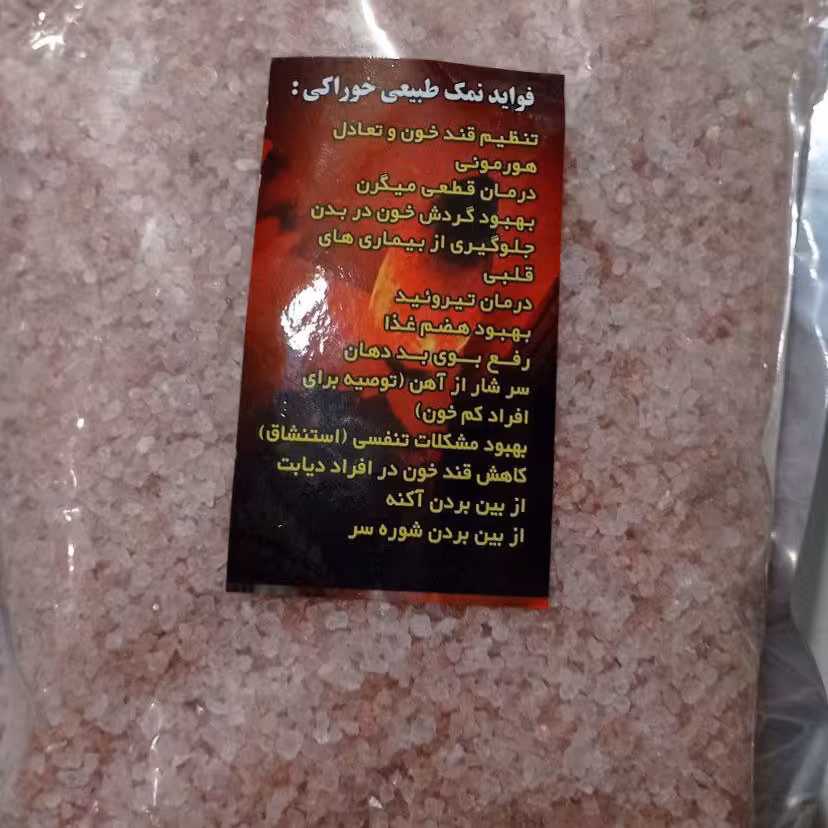 فواید نمک طبیعی خوراکی :
تنظیم قند خون و تعادل
هورمونی
درمان قطعی میگرن
بهبود گردش خون در بدن
جلوگیری از بیماری های
قلبی
درمان تیروئید
بهبود هضم غذا
رفع بوی بد دهان
سر شار از آهن (توصیه برای
افراد کم خون)
بهبود مشکلات تنفسی (استنشاق)
کاهش قند خون در افراد دیابت
از بین بردن آکنه
از بین بردن شوره سر